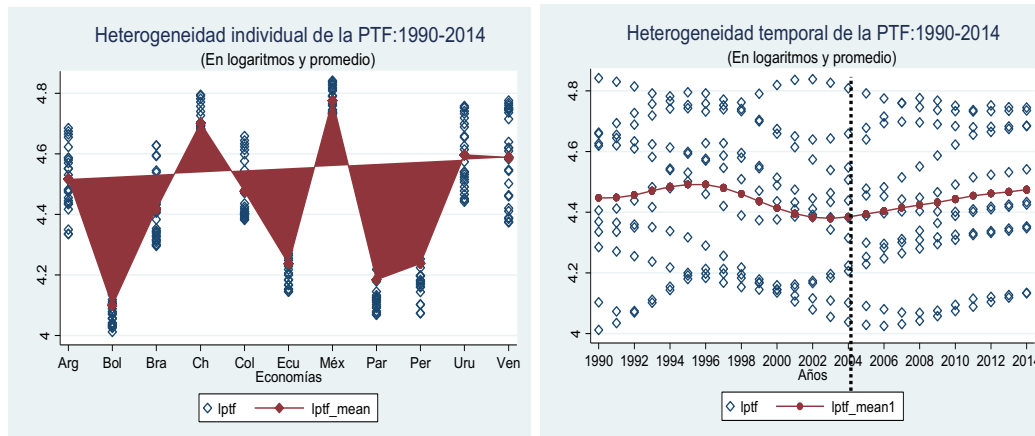 Heterogeneidad individual de la PTF:1990-2014
(En logaritmos y promedio)
4.8
4.6
4.4
4.2
4
Arg Bol Bra Ch Col Ecu Méx Par Per Uru Ven
Economías
lptf lptf_mean
Heterogeneidad temporal de la PTF:1990-2014
(En logaritmos y promedio)
4.8
4.6
4.4
4.2
4
1990 1992 1994 1996 1998 2000 2002 2004 2006 2008 2010 2012 2014
Años
lptf lptf_mean1